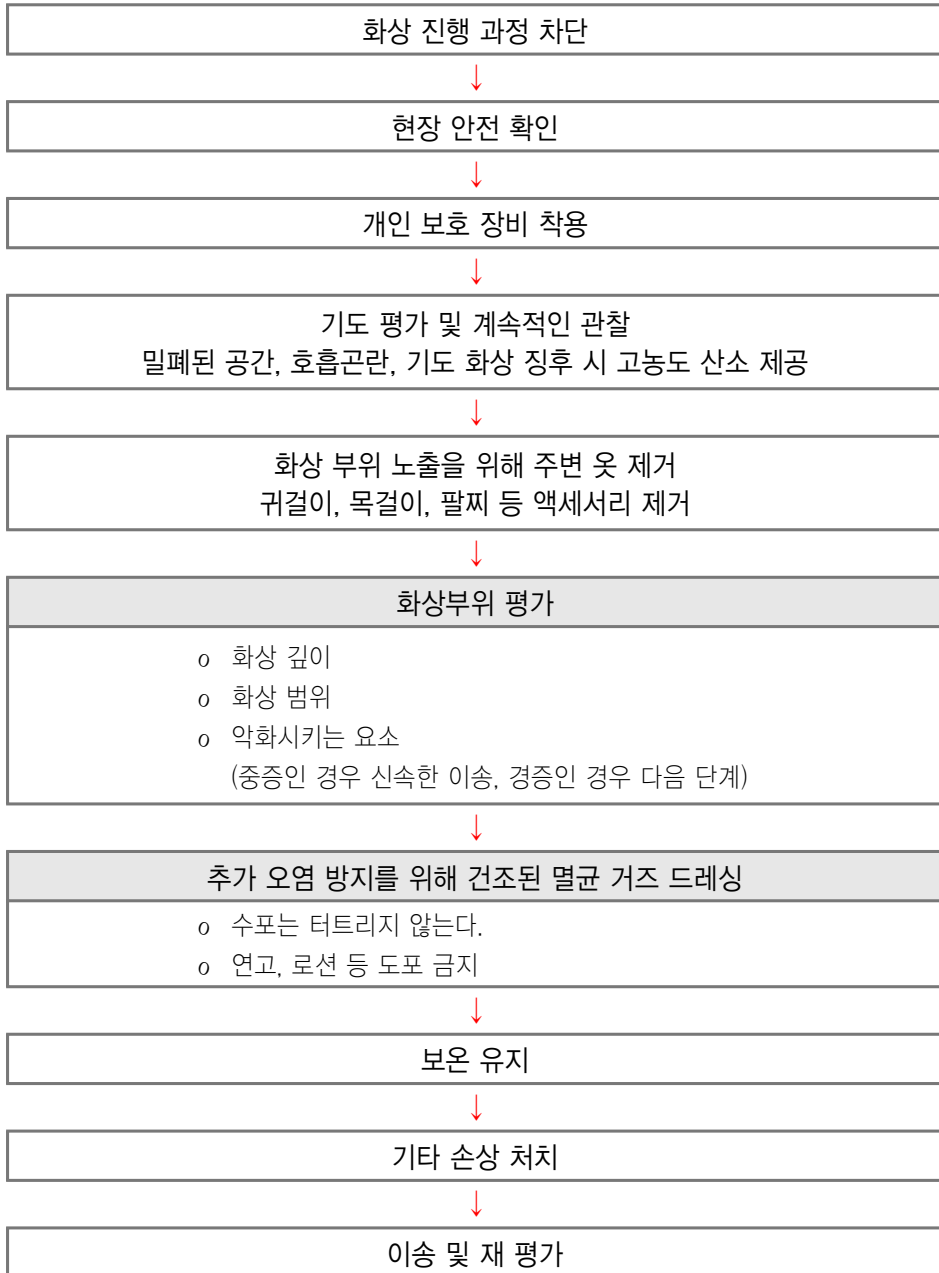 화상 진행 과정 차단
↓
현장 안전 확인
↓
개인 보호 장비 착용
↓
기도 평가 및 계속적인 관찰
밀폐된 공간, 호흡곤란, 기도 화상 징후 시 고농도 산소 제공
↓
화상 부위 노출을 위해 주변 옷 제거
귀걸이, 목걸이, 팔찌 등 액세서리 제거
↓
화상부위 평가
o 화상 깊이
o 화상 범위
o 악화시키는 요소
(중증인 경우 신속한 이송, 경증인 경우 다음 단계)
↓
추가 오염 방지를 위해 건조된 멸균 거즈 드레싱
o 수포는 터트리지 않는다.
o 연고, 로션 등 도포 금지
↓
보온 유지
↓
기타 손상 처치
↓
이송 및 재 평가